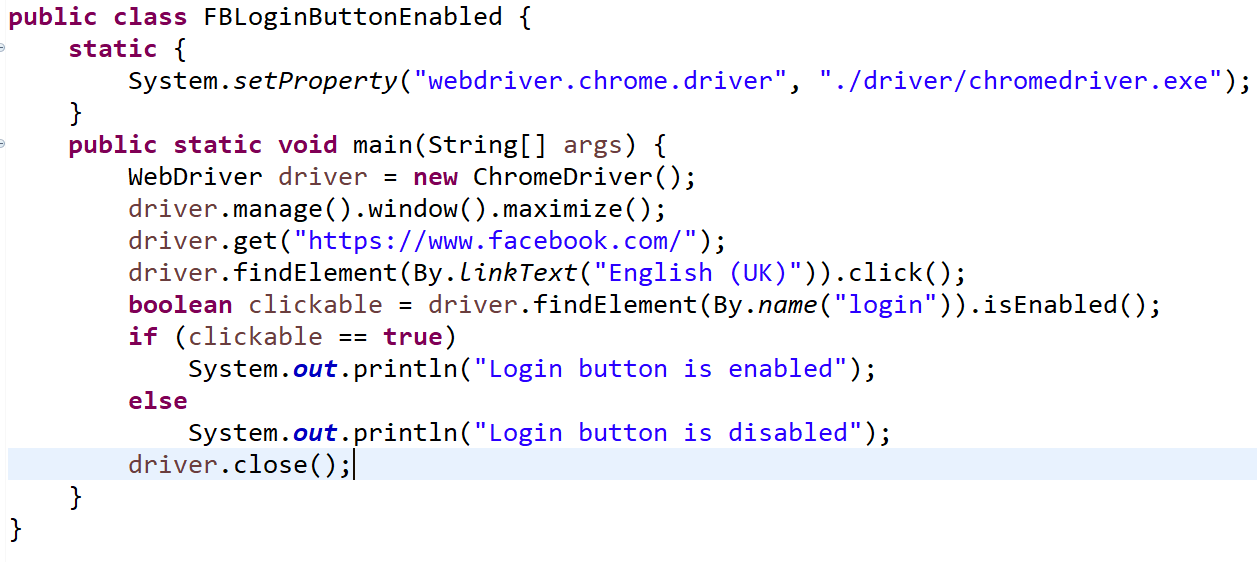 public class FBLoginButtonEnabled {
    static {
        System.setProperty("webdriver.chrome.driver", "./driver/chromedriver.exe");
    }
    public static void main(String[] args) {
        WebDriver driver = new ChromeDriver();
        driver.manage().window().maximize();
        driver.get("https://www.facebook.com/");
        driver.findElement(By.linkText("English (UK)")).click();
        boolean clickable = driver.findElement(By.name("login")).isEnabled();
        if (clickable == true)
            System.out.println("Login button is enabled");
        else
            System.out.println("Login button is disabled");
        driver.close();
    }
}